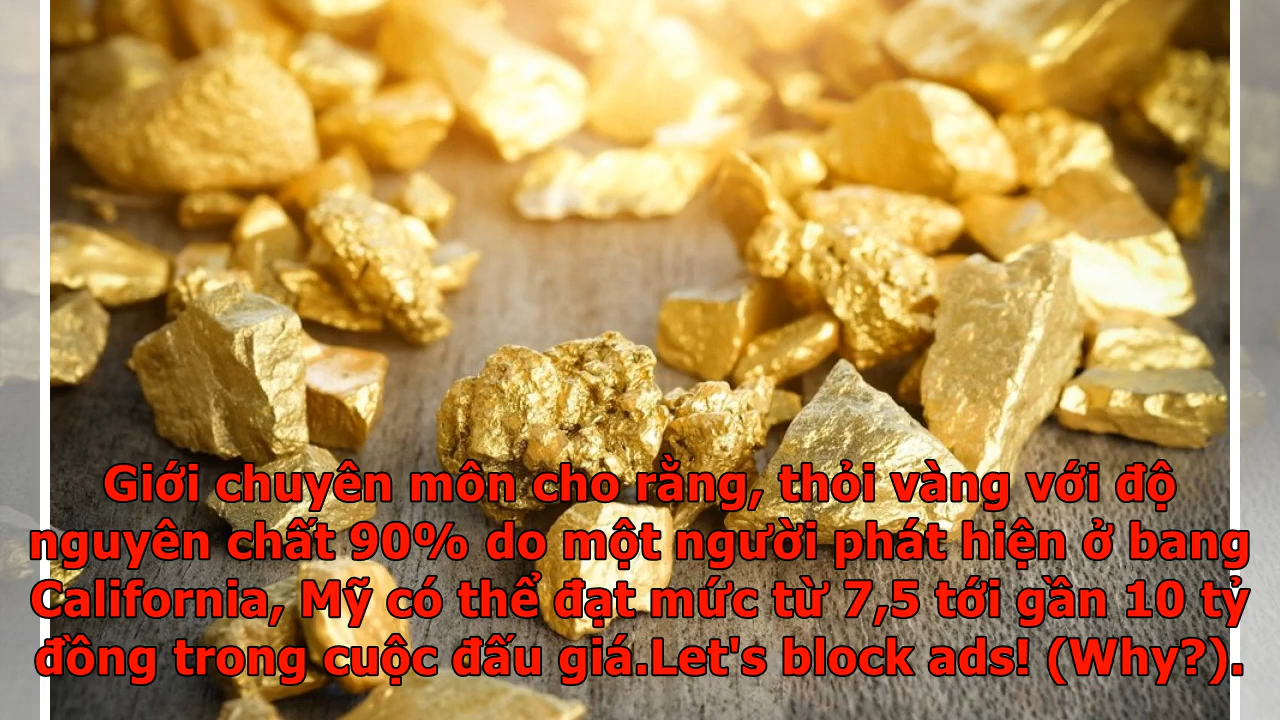 Giới chuyên môn cho rằng, thỏi vàng với độ
nguyên chất 90% do một người phát hiện ở bang
California, Mỹ có thể đạt mức từ 7,5 tới gần 10 tỷ
đồng trong cuộc đấu giá.Let's block ads! (Why?).